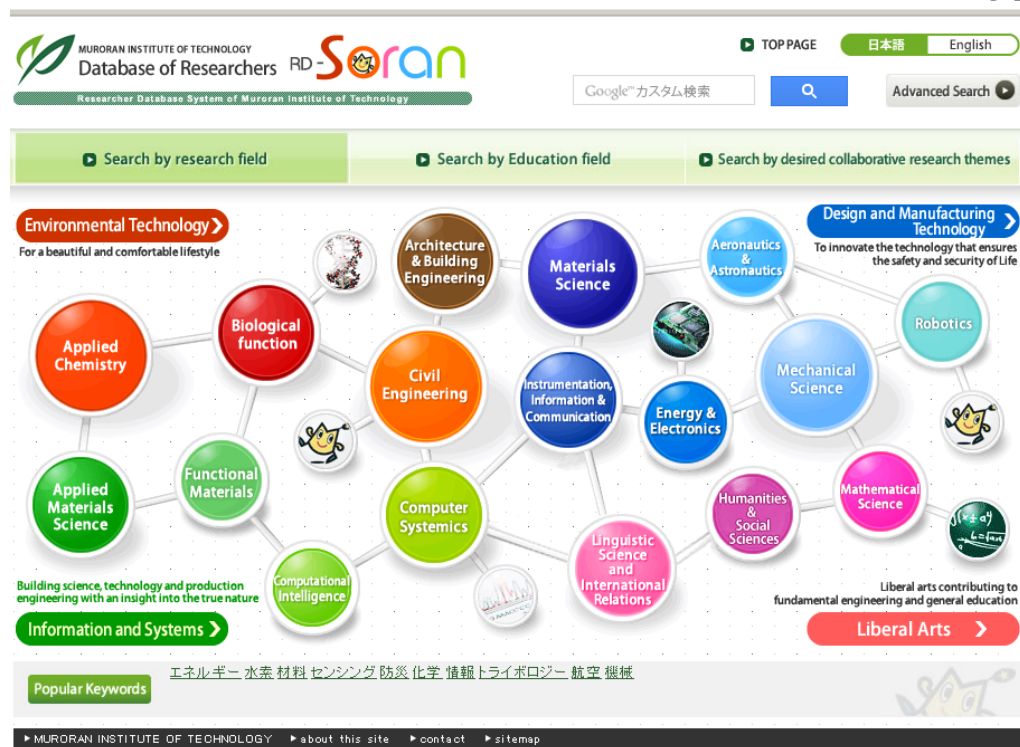 MURORAN INSTITUTE OF TECHNOLOGY
Database of Researchers RD-Soran
Researcher Database System of Muroran Institute of Technology
TOP PAGE
日本語
English
Google™カスタム検索
Advanced Search
Search by research field
Search by Education field
Search by desired collaborative research themes
Environmental Technology
For a beautiful and comfortable lifestyle
Design and Manufacturing
Technology
To innovate the technology that ensures
the safety and security of Life
Architecture
& Building
Engineering
Materials
Science
Aeronautics
&
Astronautics
Robotics
Biological
function
Applied
Chemistry
Civil
Engineering
Instrumentation,
Information &
Communication
Mechanical
Science
Energy &
Electronics
Applied
Materials
Science
Functional
Materials
Computer
Systemics
Humanities
&
Social
Sciences
Mathematical
Science
Linguistic
Science
and
International
Relations
Computational
Intelligence
Building science, technology and production
engineering with an insight into the true nature
Information and Systems
Liberal arts contributing to
fundamental engineering and general education
Liberal Arts
Popular Keywords
エネルギー 水素 材料 センシング 防災 化学 情報 トライボロジー 航空 機械
MURORAN INSTITUTE OF TECHNOLOGY about this site contact sitemap